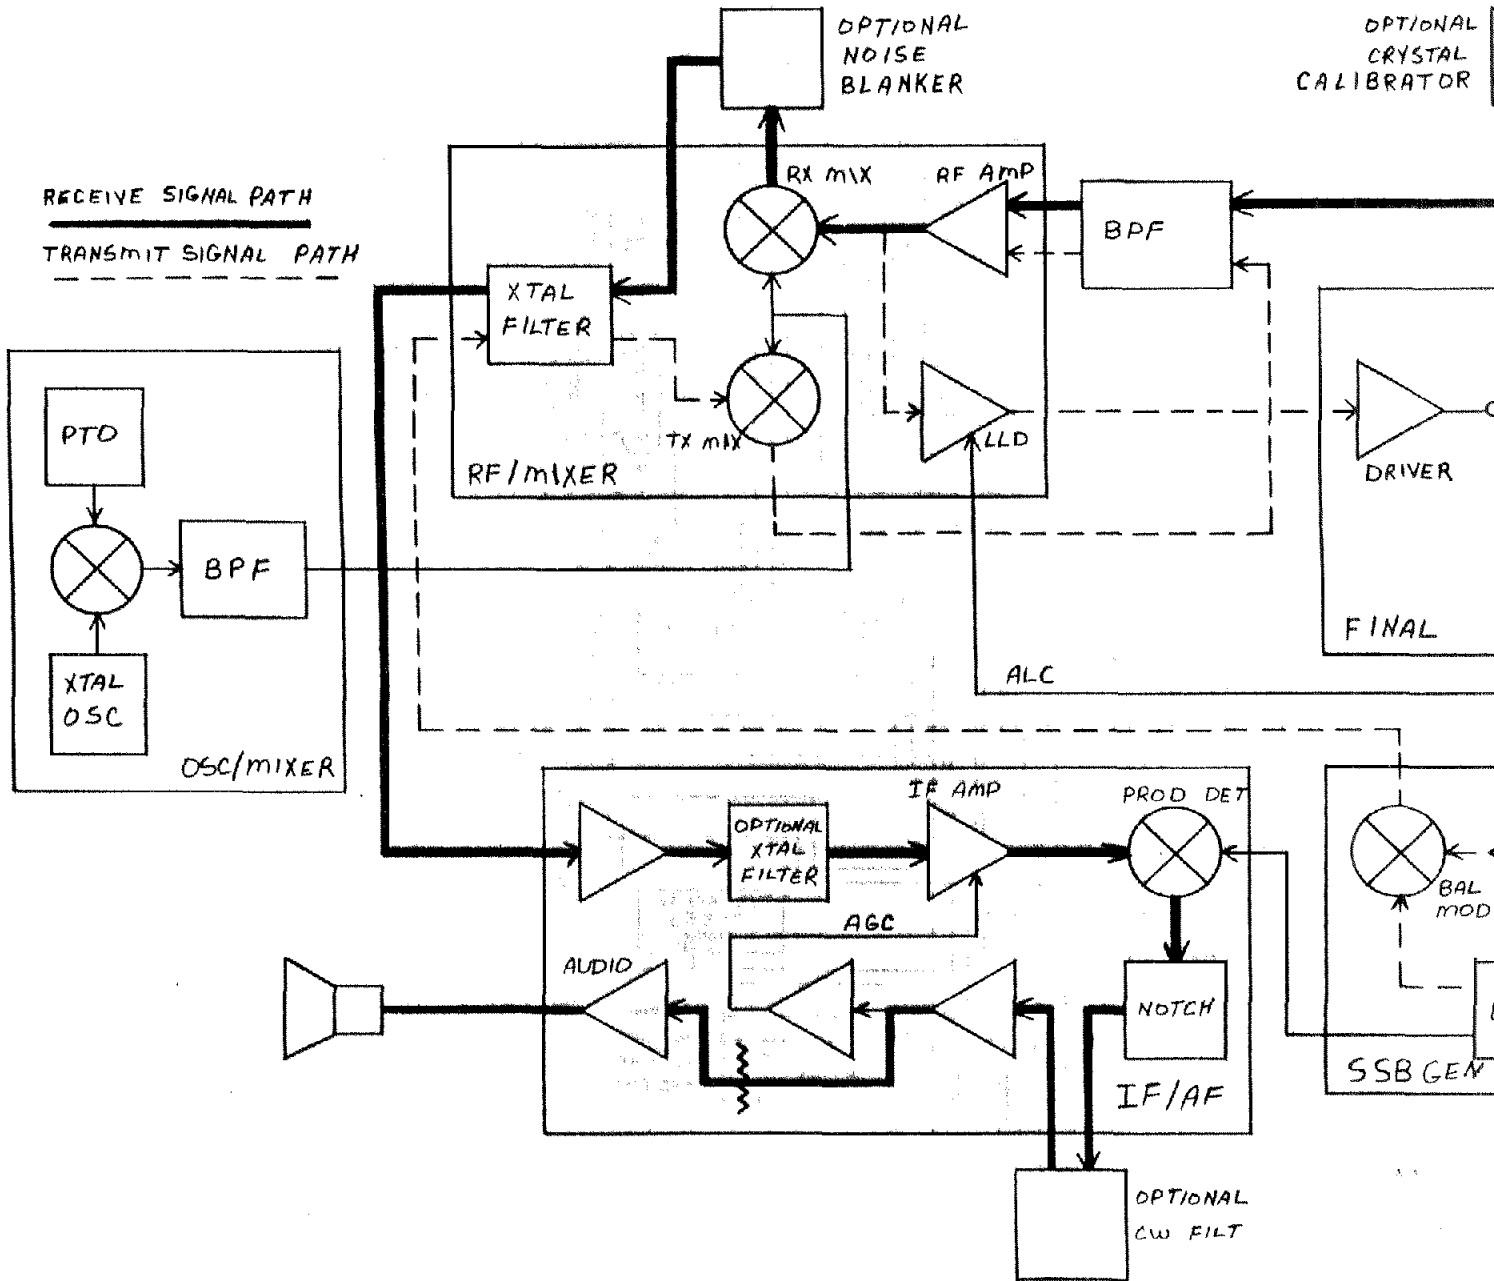 OPTIONAL
NOISE
BLANKER
OPTIONAL
CRYSTAL
CALIBRATOR
RECEIVE SIGNAL PATH
TRANSMIT SIGNAL PATH
RX MIX
RF AMP
BPF
XTAL
FILTER
TX MIX
LLD
RF/MIXER
DRIVER
FINAL
PTO
BPF
XTAL
OSC
OSC/MIXER
ALC
IF AMP
PROD DET
OPTIONAL
XTAL
FILTER
BAL
MOD
AGC
AUDIO
NOTCH
IF/AF
SSB GEN
OPTIONAL
CW FILT